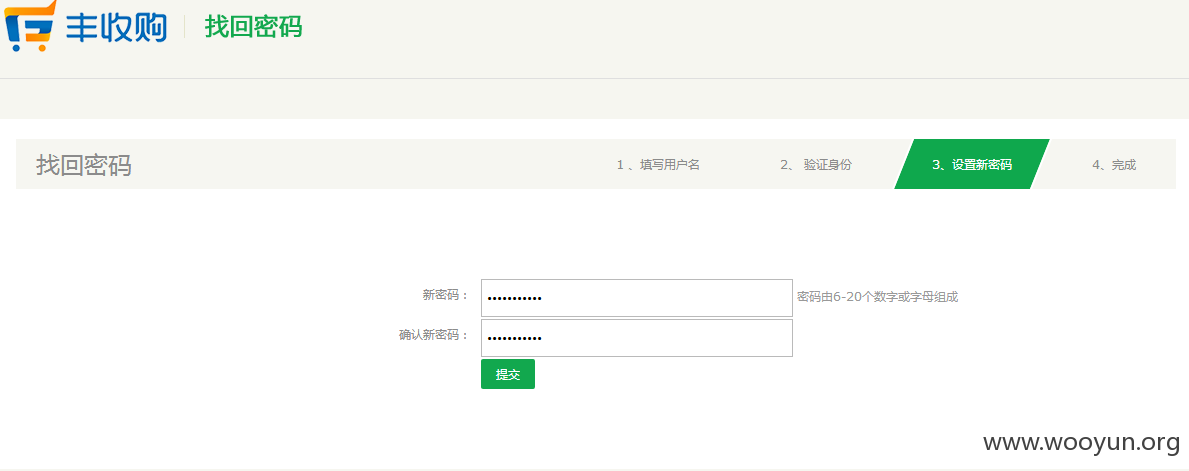 丰收购 找回密码
找回密码 1 、填写用户名 2、 验证身份 3、设置新密码 4、完成
新密码： ••••••••••• 密码由6-20个数字或字母组成
确认新密码： •••••••••••
提交
www.wooyun.org